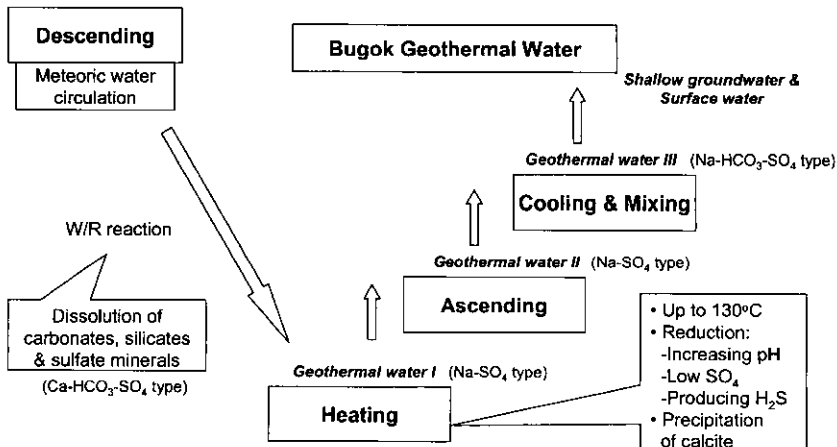 Descending
Meteoric water
circulation
Bugok Geothermal Water
Shallow groundwater &
Surface water
Geothermal water III (Na-HCO₃-SO₄ type)
Cooling & Mixing
W/R reaction
Geothermal water II (Na-SO₄ type)
Ascending
Dissolution of
carbonates, silicates
& sulfate minerals
(Ca-HCO₃-SO₄ type)
Geothermal water I (Na-SO₄ type)
Heating
• Up to 130ºC
• Reduction:
-Increasing pH
-Low SO₄
-Producing H₂S
• Precipitation
of calcite